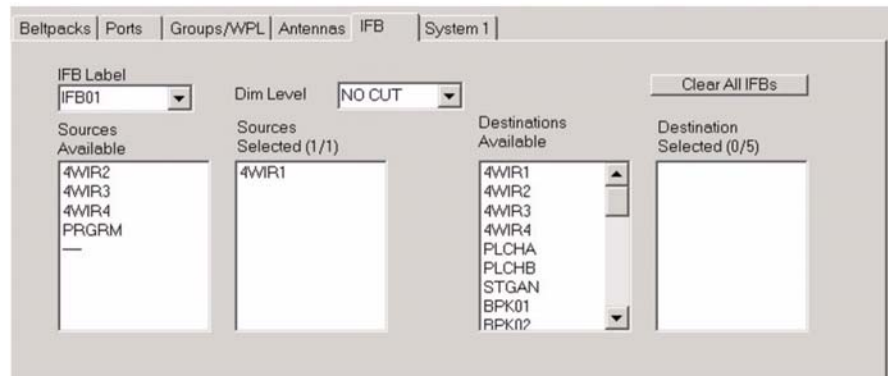 Beltpacks Ports Groups/WPL Antennas IFB System 1
IFB Label
IFB01
Dim Level NO CUT
Clear All IFBs
Sources
Available
4WIR2
4WIR3
4WIR4
PRGRM
—
Sources
Selected (1/1)
4WIR1
Destinations
Available
4WIR1
4WIR2
4WIR3
4WIR4
PLCHA
PLCHB
STGAN
BPK01
BPK02
Destination
Selected (0/5)